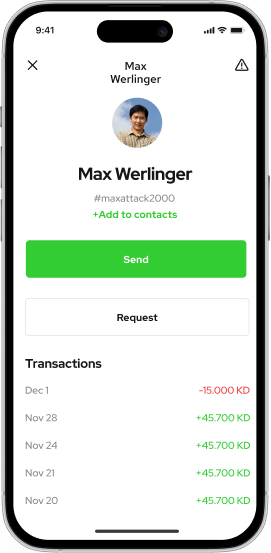 9:41
Max
Werlinger
Max Werlinger
#maxattack2000
+Add to contacts
Send
Request
Transactions
Dec 1 -15.000 KD
Nov 28 +45.700 KD
Nov 24 +45.700 KD
Nov 21 +45.700 KD
Nov 20 +45.700 KD